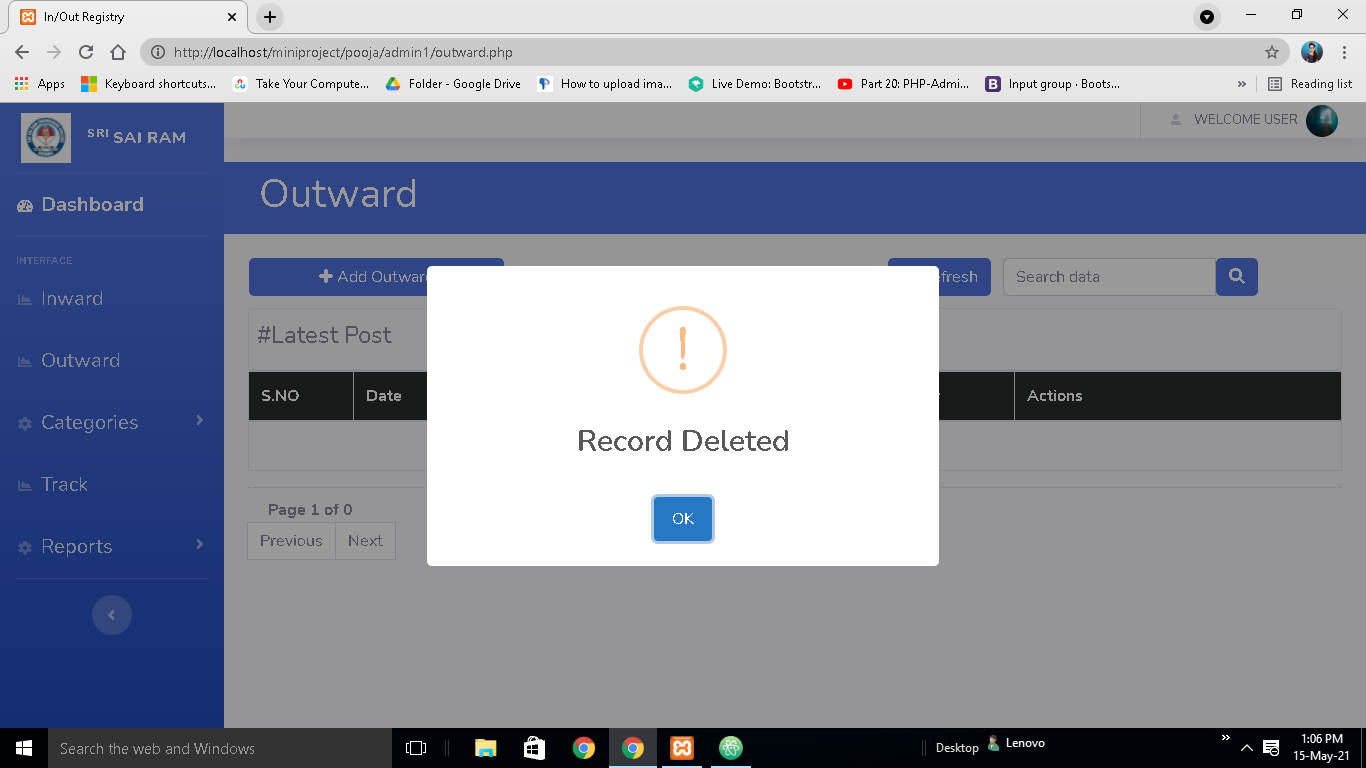 In/Out Registry
http://localhost/miniproject/pooja/admin1/outward.php
Apps Keyboard shortcuts... Take Your Compute... Folder - Google Drive How to upload ima... Live Demo: Bootstr... Part 20: PHP-Admi... Input group · Boots... » Reading list
SRI SAI RAM
WELCOME USER
Dashboard
Outward
INTERFACE
Inward
Outward
Categories
Track
Reports
+ Add Outwar
efresh
Search data
#Latest Post
S.NO Date Actions
Page 1 of 0
Previous Next
!
Record Deleted
OK
Search the web and Windows
Desktop
Lenovo
1:06 PM
15-May-21